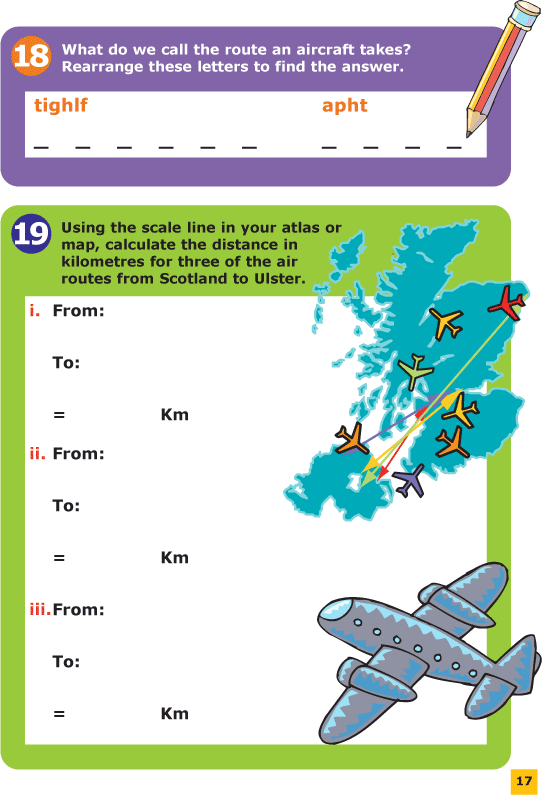 18 What do we call the route an aircraft takes?
Rearrange these letters to find the answer.
tighlf apht
_ _ _ _ _ _ _ _ _ _
19 Using the scale line in your atlas or
map, calculate the distance in
kilometres for three of the air
routes from Scotland to Ulster.
i. From:
To:
= Km
ii. From:
To:
= Km
iii. From:
To:
= Km
17